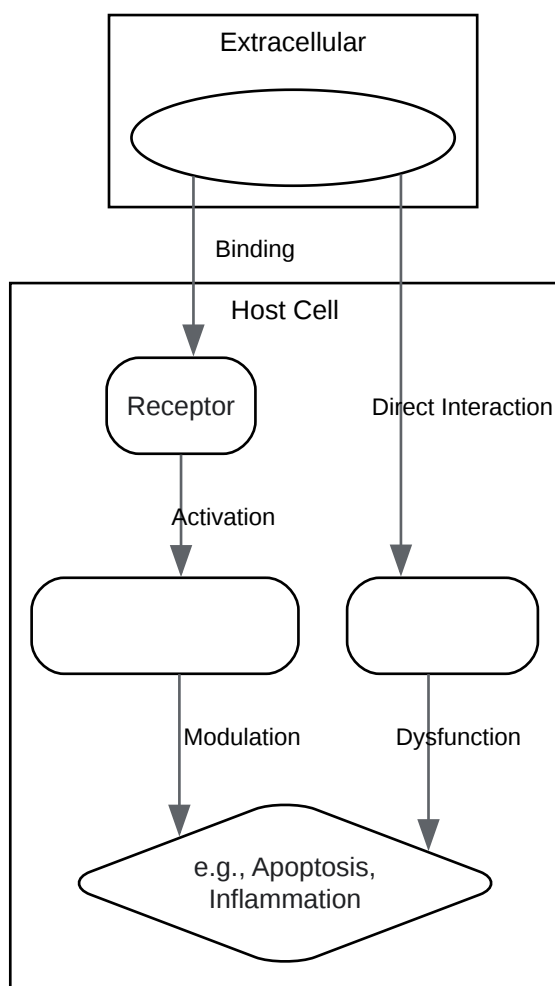 Extracellular
Binding
Host Cell
Receptor
Direct Interaction
Activation
Modulation
Dysfunction
e.g., Apoptosis,
Inflammation